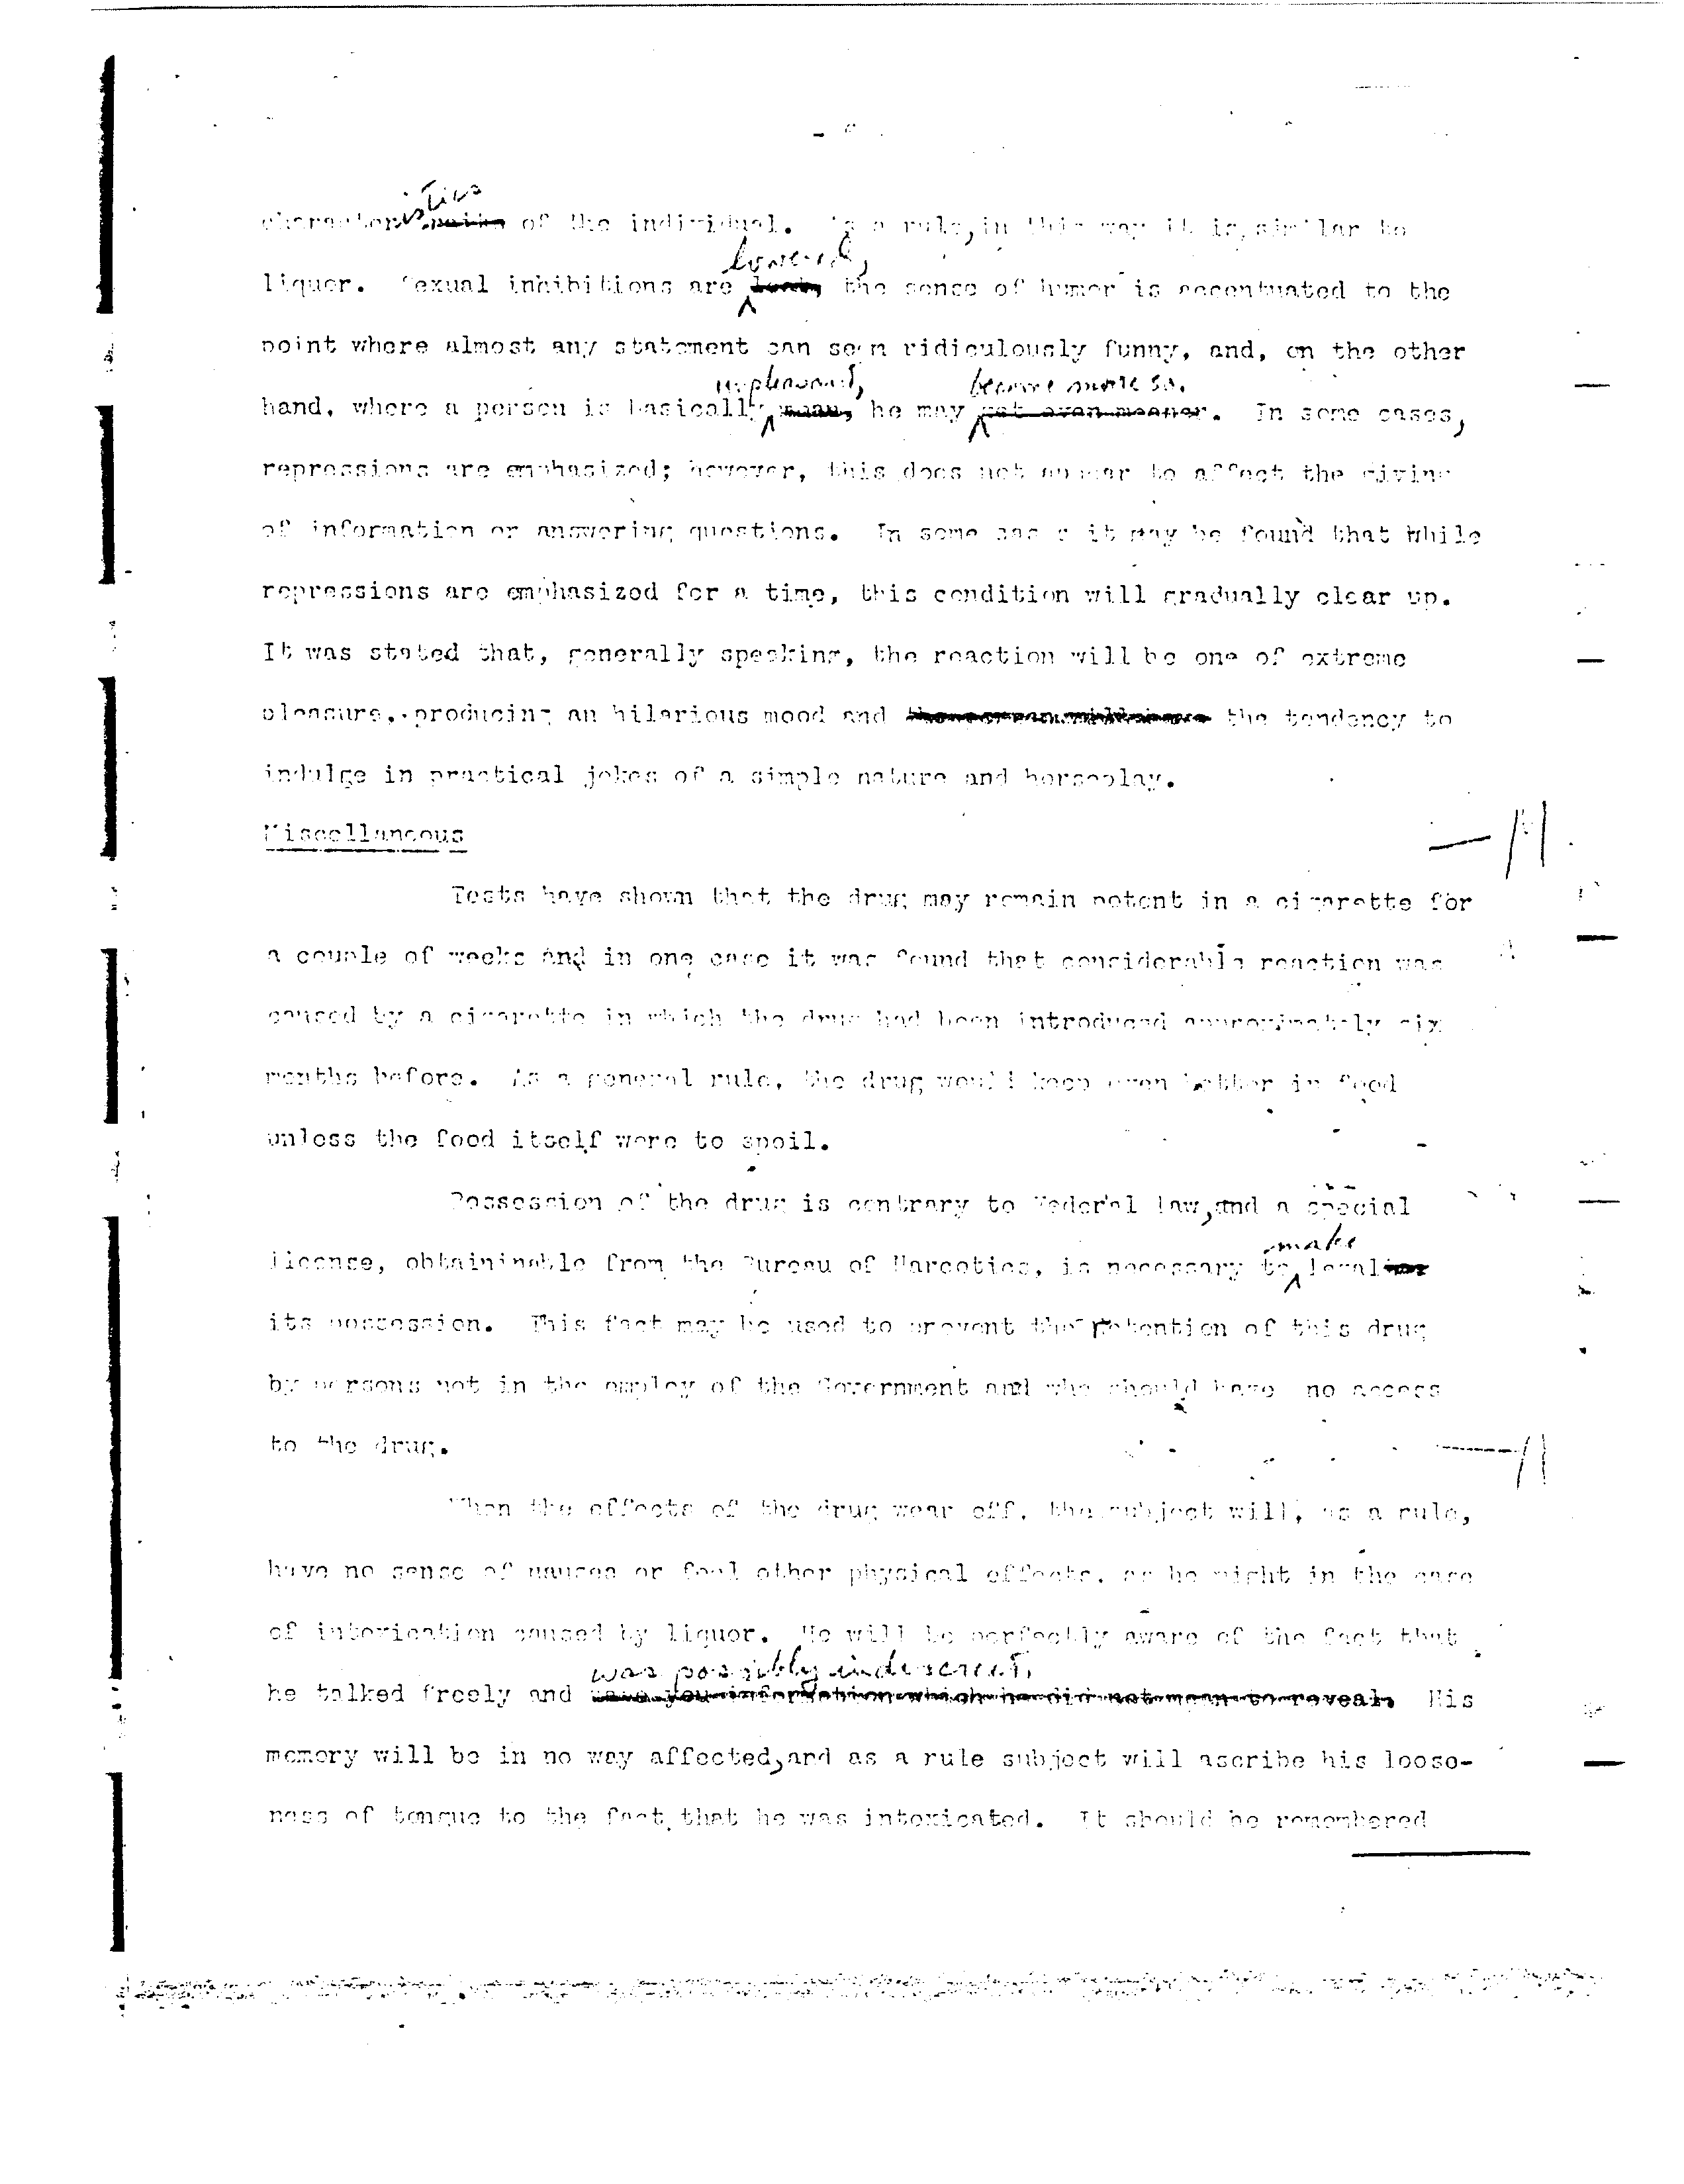 characteristics of the individual. As a rule, in this way it is, similar to
liquor. Sexual inhibitions are lowered, the sense of humor is accentuated to the
point where almost any statement can seem ridiculously funny, and, on the other
hand, where a person is basically unpleasant, he may become more so. In some cases,
repressions are emphasized; however, this does not appear to affect the giving
of information or answering questions. In some cases it may be found that while
repressions are emphasized for a time, this condition will gradually clear up.
It was stated that, generally speaking, the reaction will be one of extreme
pleasure, producing an hilarious mood and the tendency to
indulge in practical jokes of a simple nature and horseplay.
Miscellaneous
Tests have shown that the drug may remain potent in a cigarette for
a couple of weeks and in one case it was found that considerable reaction was
caused by a cigarette in which the drug had been introduced approximately six
months before. As a general rule, the drug would keep even better in food
unless the food itself were to spoil.
Possession of the drug is contrary to Federal law, and a special
license, obtaininable from the Bureau of Narcotics, is necessary to make legal
its possession. This fact may be used to prevent the retention of this drug
by persons not in the employ of the Government and who should have no access
to the drug.
When the effects of the drug wear off, the subject will, as a rule,
have no sense of nausea or feel other physical effects, as he might in the case
of intoxication caused by liquor. He will be perfectly aware of the fact that
he talked freely and was possibly indiscreet. His
memory will be in no way affected, and as a rule subject will ascribe his loose-
ness of tongue to the fact that he was intoxicated. It should be remembered